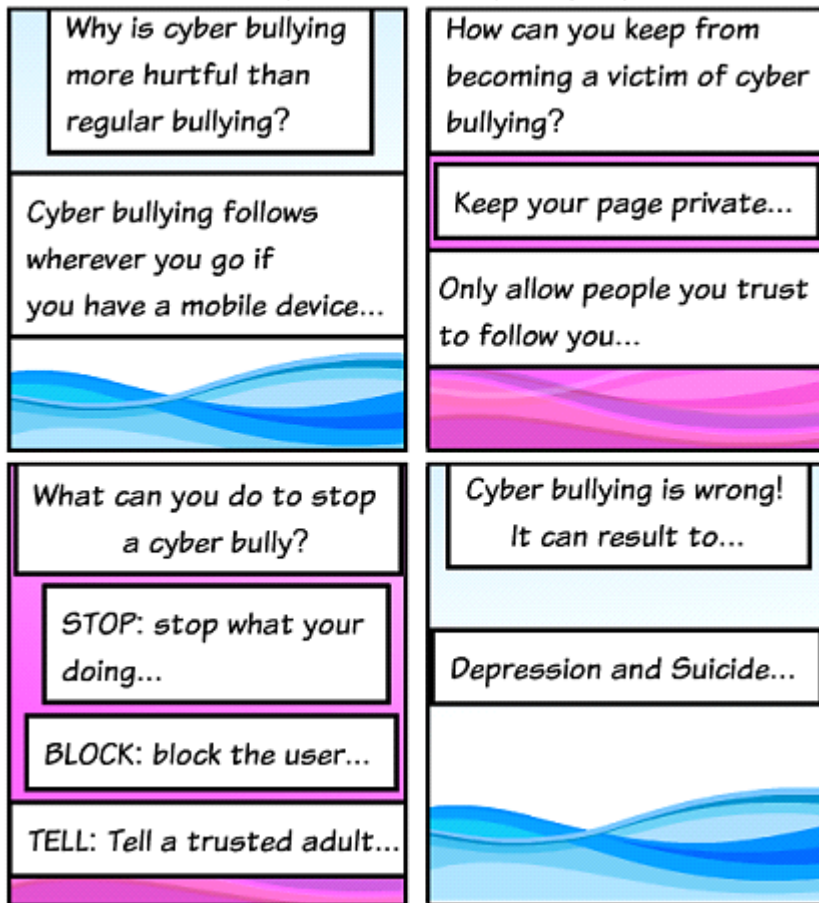 Why is cyber bullying
more hurtful than
regular bullying?
Cyber bullying follows
wherever you go if
you have a mobile device...
How can you keep from
becoming a victim of cyber
bullying?
Keep your page private...
Only allow people you trust
to follow you...
What can you do to stop
a cyber bully?
STOP: stop what your
doing...
BLOCK: block the user...
TELL: Tell a trusted adult...
Cyber bullying is wrong!
It can result to...
Depression and Suicide...